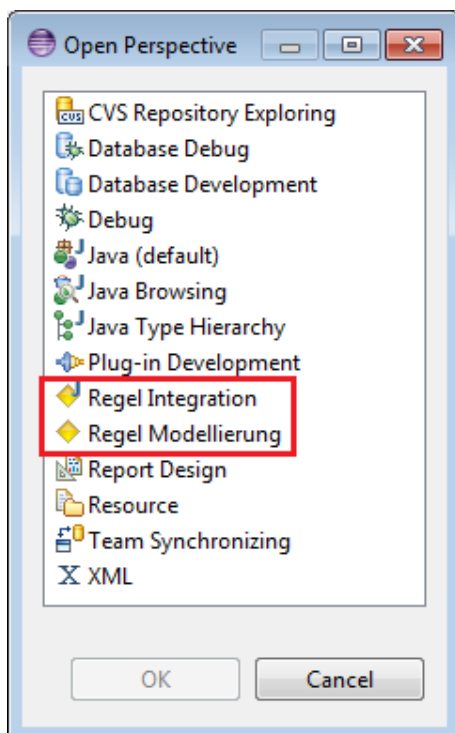 Open Perspective
CVS Repository Exploring
Database Debug
Database Development
Debug
Java (default)
Java Browsing
Java Type Hierarchy
Plug-in Development
Regel Integration
Regel Modellierung
Report Design
Resource
Team Synchronizing
X XML
OK Cancel